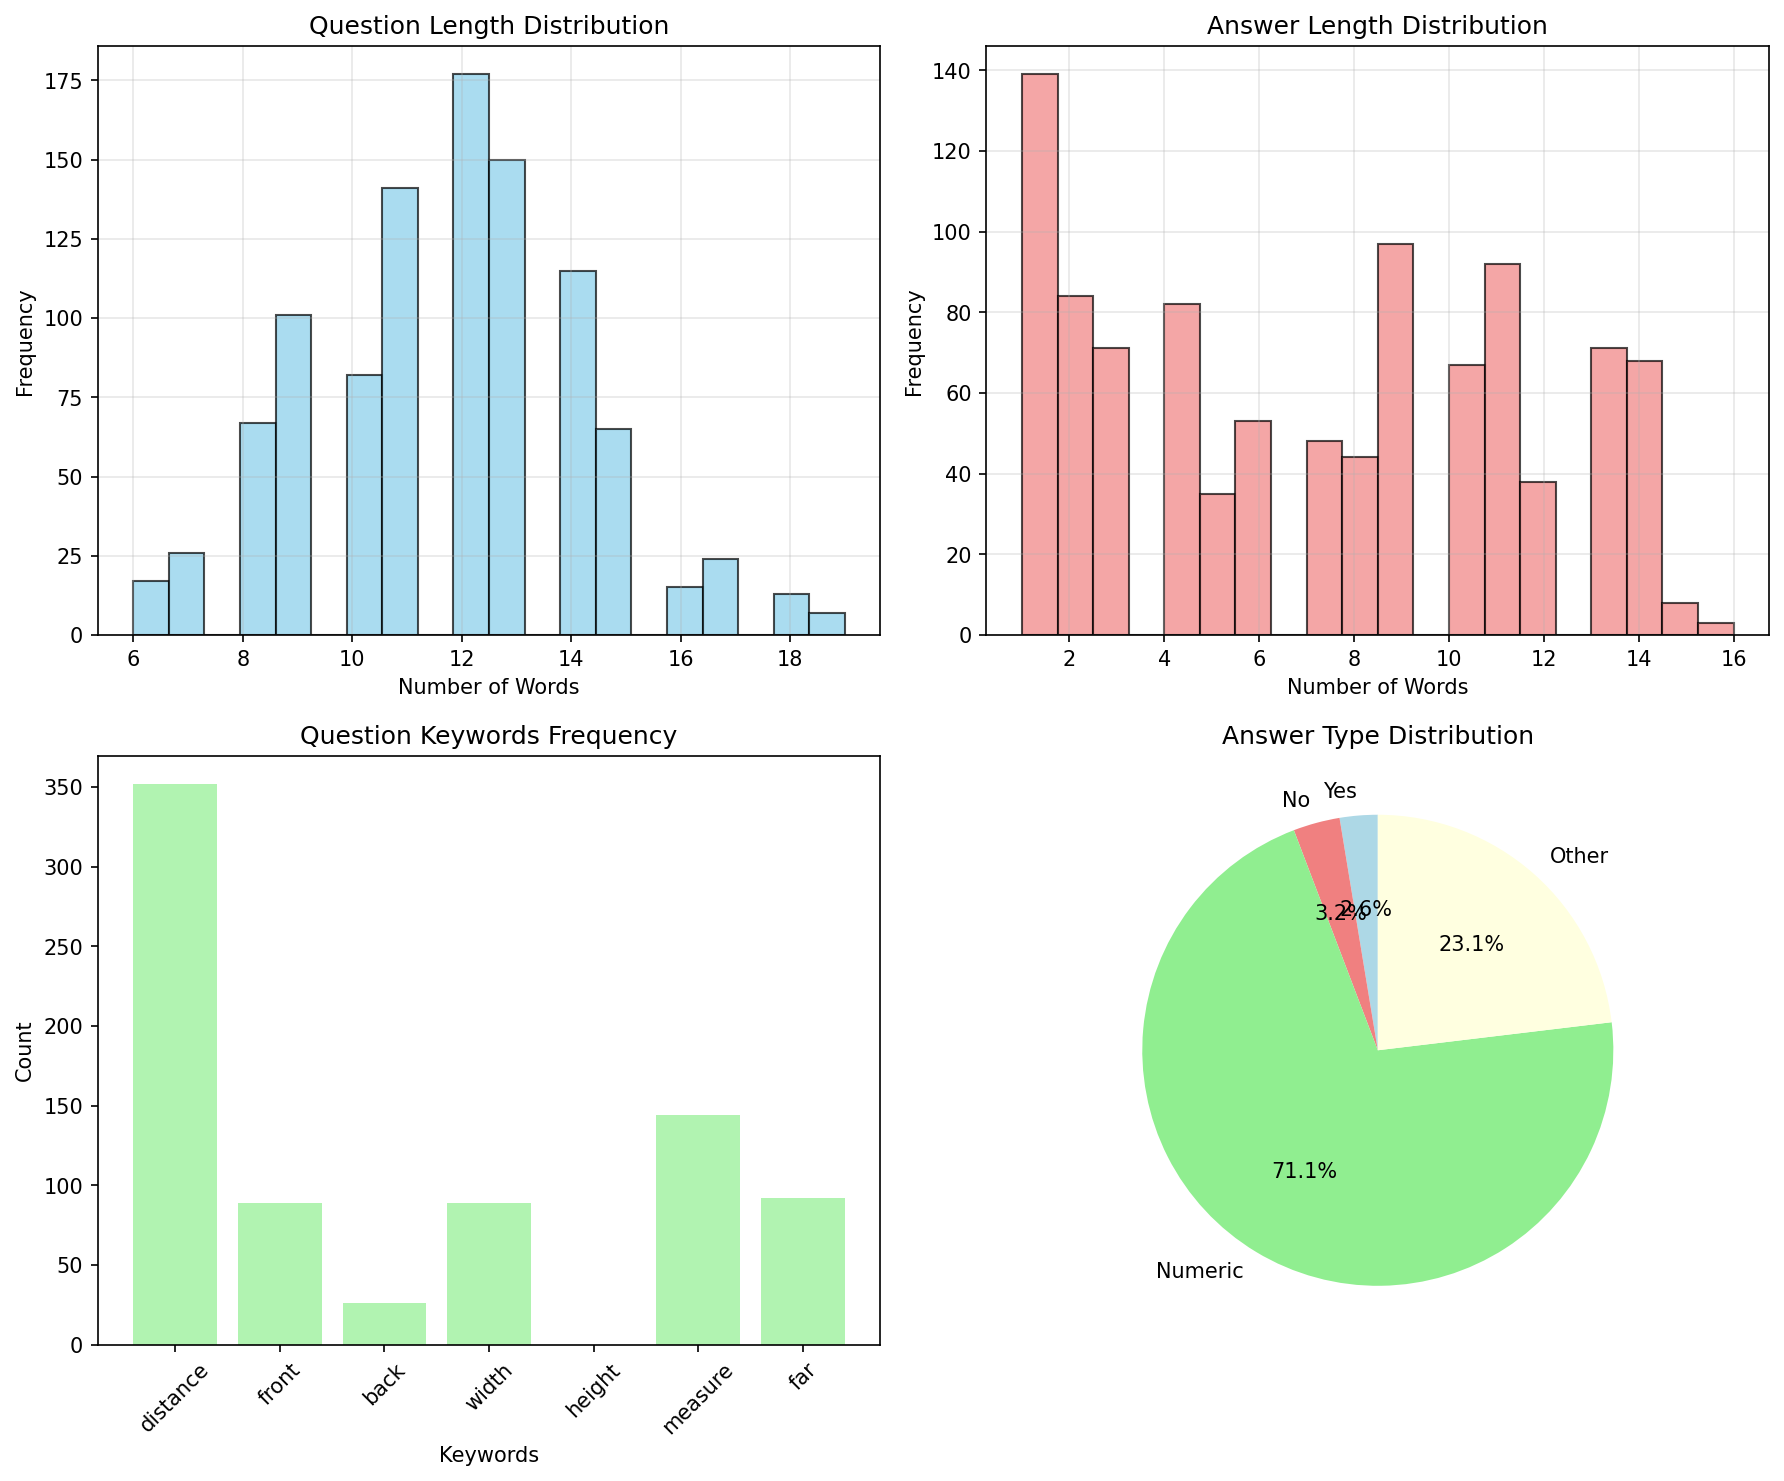 Question Length Distribution
Frequency
175
150
125
100
75
50
25
0
6 8 10 12 14 16 18
Number of Words
Answer Length Distribution
Frequency
140
120
100
80
60
40
20
0
2 4 6 8 10 12 14 16
Number of Words
Question Keywords Frequency
Count
350
300
250
200
150
100
50
0
distance front back width height measure far
Keywords
Answer Type Distribution
No Yes
Other
3.2% 2.6%
23.1%
71.1%
Numeric